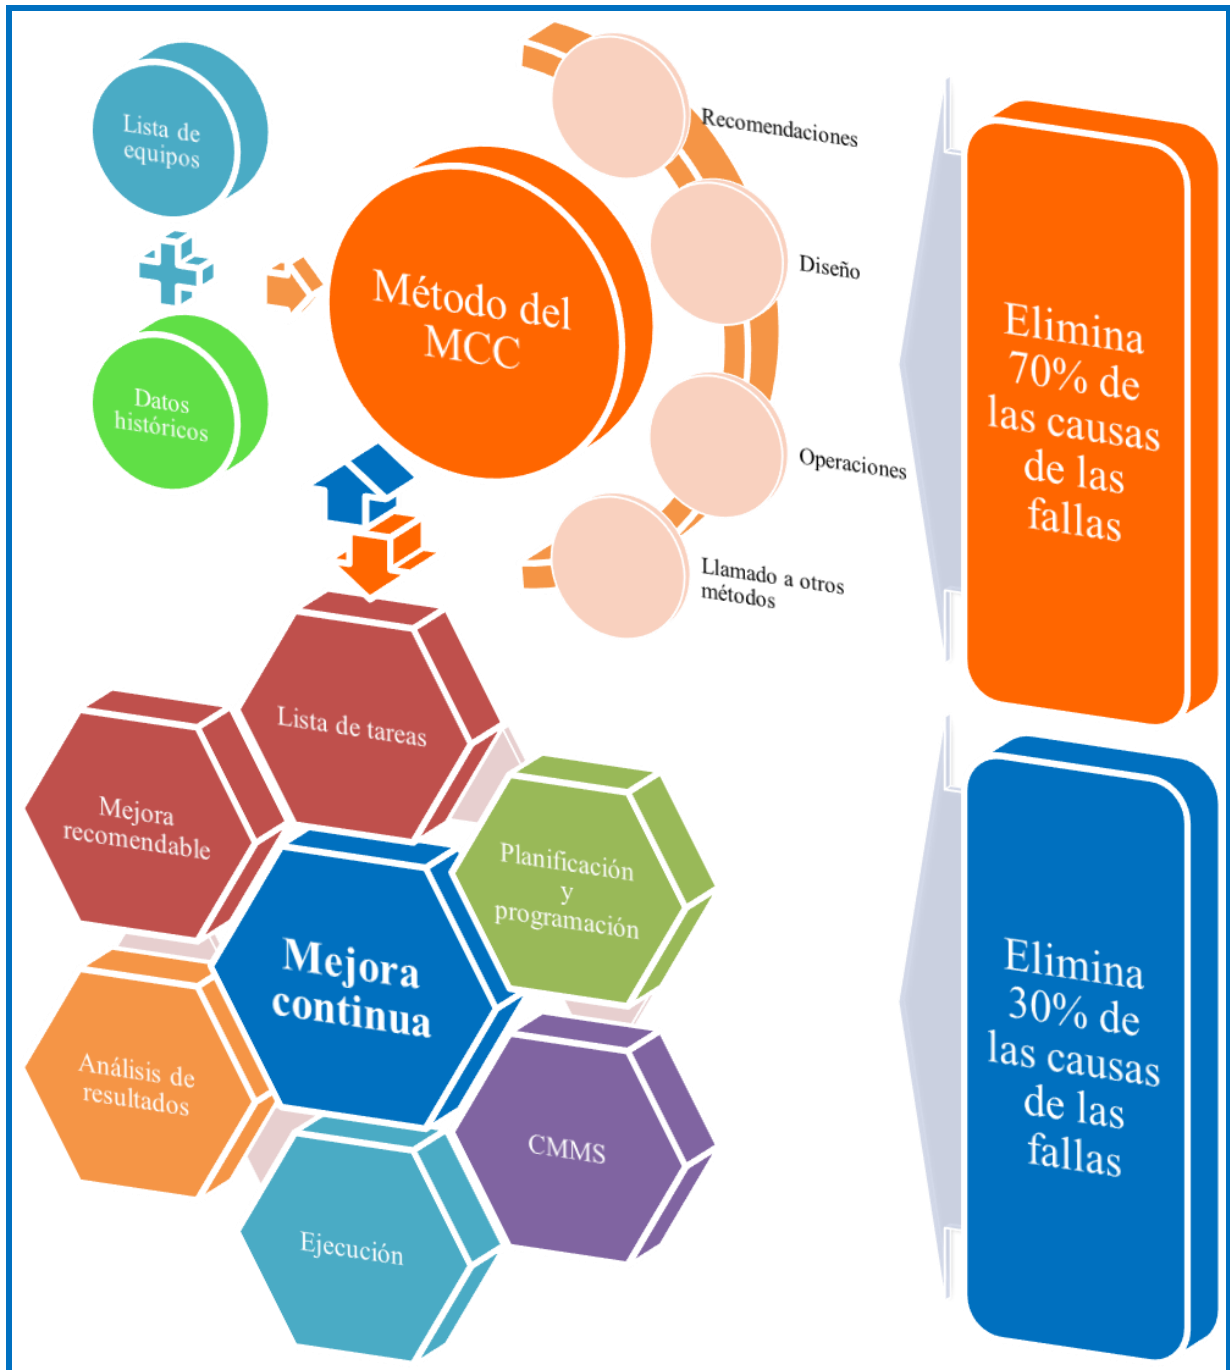 Lista de
equipos
Datos
históricos
Método del
MCC
Recomendaciones
Diseño
Operaciones
Llamado a otros
métodos
Elimina
70% de
las causas
de las
fallas
Lista de tareas
Mejora
recomendable
Planificación
y
programación
Mejora
continua
Análisis de
resultados
CMMS
Ejecución
Elimina
30% de
las causas
de las
fallas